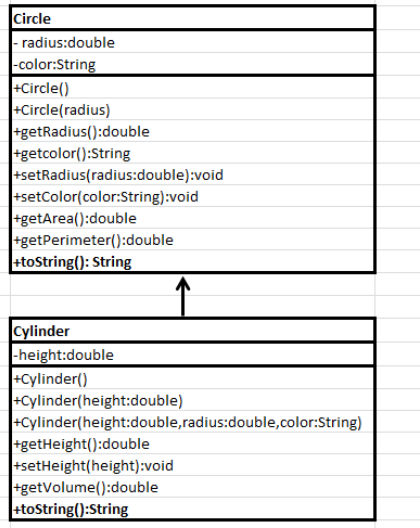 Circle
- radius:double
-color:String
+Circle()
+Circle(radius)
+getRadius():double
+getcolor():String
+setRadius(radius:double):void
+setColor(color:String):void
+getArea():double
+getPerimeter():double
+toString(): String
Cylinder
-height:double
+Cylinder()
+Cylinder(height:double)
+Cylinder(height:double,radius:double,color:String)
+getHeight():double
+setHeight(height):void
+getVolume():double
+toString():String